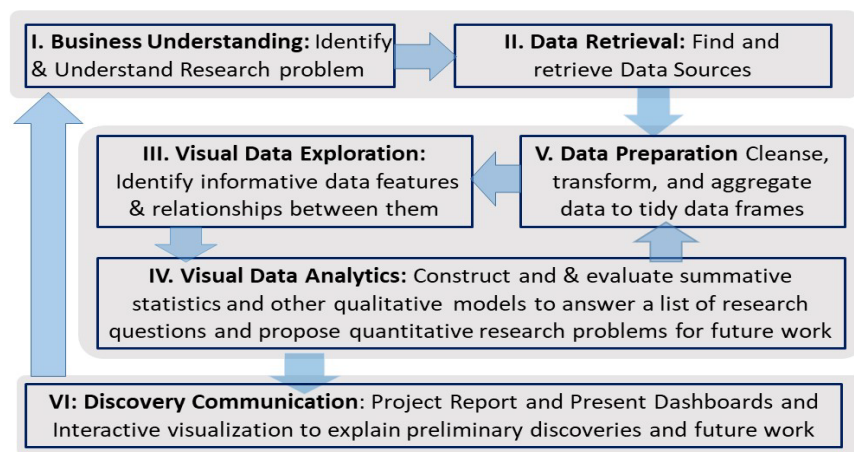 I. Business Understanding: Identify
& Understand Research problem
II. Data Retrieval: Find and
retrieve Data Sources
III. Visual Data Exploration:
Identify informative data features
& relationships between them
V. Data Preparation Cleanse,
transform, and aggregate
data to tidy data frames
IV. Visual Data Analytics: Construct and & evaluate summative
statistics and other qualitative models to answer a list of research
questions and propose quantitative research problems for future work
VI: Discovery Communication: Project Report and Present Dashboards and
Interactive visualization to explain preliminary discoveries and future work